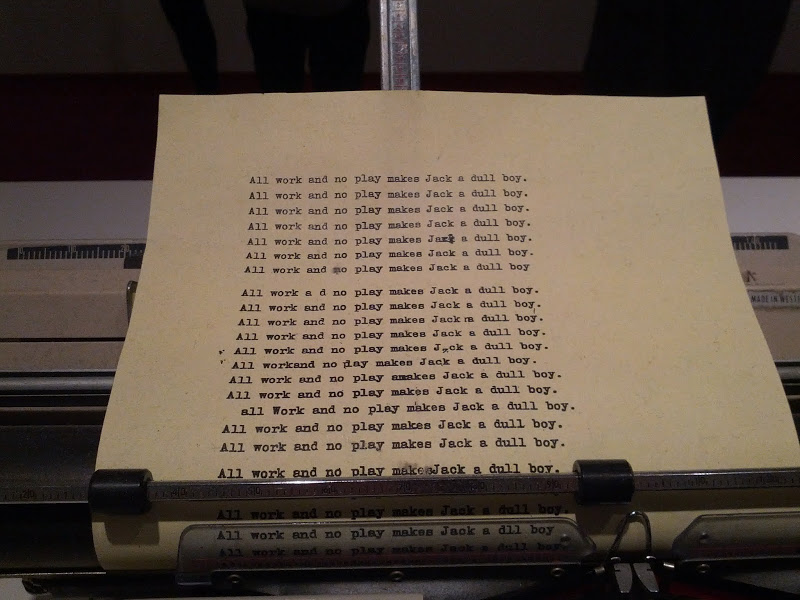 All work and no play makes Jack a dull boy.
All work and no play makes Jack a dull boy.
All work and no play makes Jack a dull boy.
All work and no play makes Jack a dull boy.
All work and no play makes a dull boy.
All work and no play makes Jack a dull boy.
All work and no play makes Jack a dull boy
All work a d no play makes Jack a dull boy.
All work and no play makes Jack a dull boy.
All work and no play makes Jack a dull boy.
All work and no play makes Jack a dull boy.
All work and no play makes J ck a dull boy.
All workand no lay makes Jack a dull boy.
All work and no play amakes Jack a dull boy.
All work and no play makes Jack a dull boy.
all Work and no play makes Jack a dull boy.
All work and no play makes Jack a dull boy.
All work and no play makes Jack a dull boy.
All work and no play makesJack a dull boy.
All work and no play makes Jack a dull boy.
All work and no play makes Jack a dll boy
All work and no play makes Jack a dull boy.
MADE IN